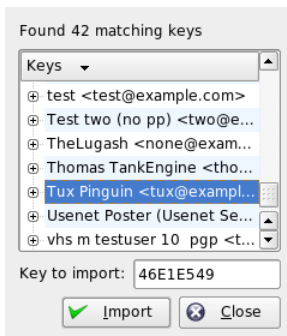 Found 42 matching keys
Keys
test <test@example.com>
Test two (no pp) <two@e...
TheLugash <none@exam...
Thomas TankEngine <tho...
Tux Pinguin <tux@exampl...
Usenet Poster (Usenet Se...
vhs m testuser 10 pgp <t...
Key to import: 46E1E549
Import Close